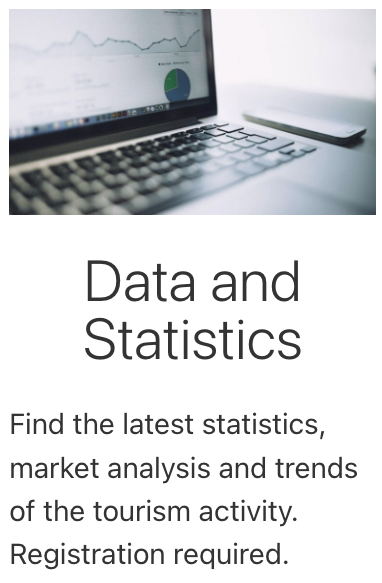 Data and
Statistics
Find the latest statistics,
market analysis and trends
of the tourism activity.
Registration required.